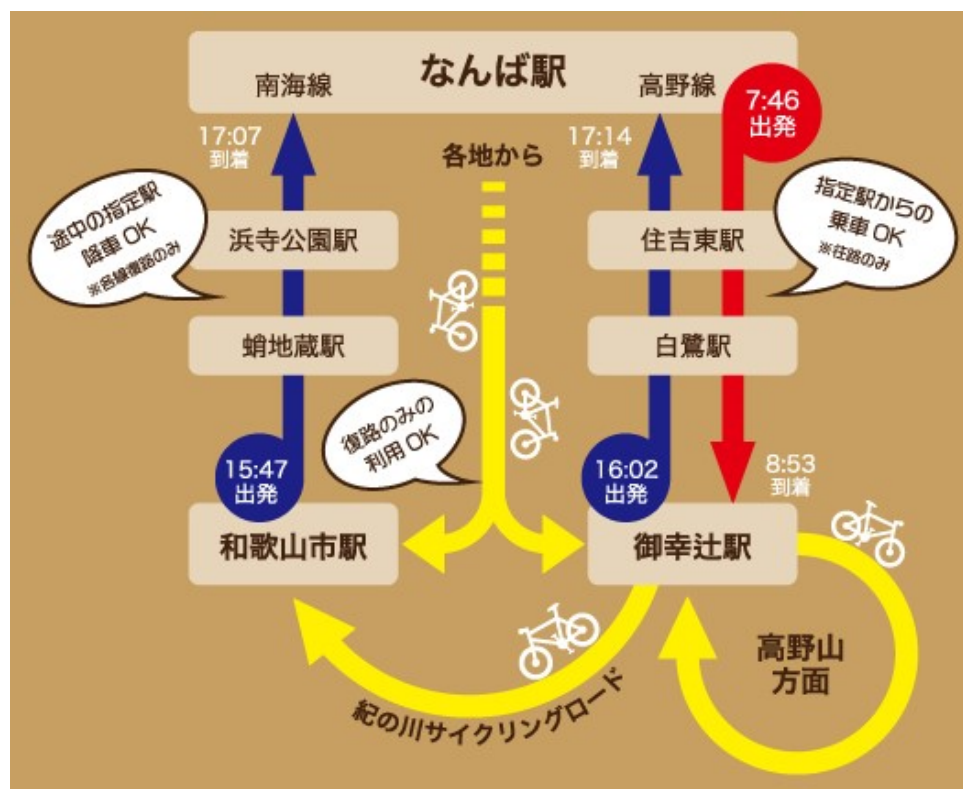 なんば駅
南海線
高野線
7:46
出発
17:07
到着
各地から
17:14
到着
途中の指定駅
降車OK
※各線復路のみ
浜寺公園駅
住吉東駅
指定駅からの
乗車OK
※往路のみ
蛸地蔵駅
白鷺駅
復路のみの
利用OK
15:47
出発
16:02
出発
8:53
到着
和歌山市駅
御幸辻駅
高野山
方面
紀の川サイクリングロード